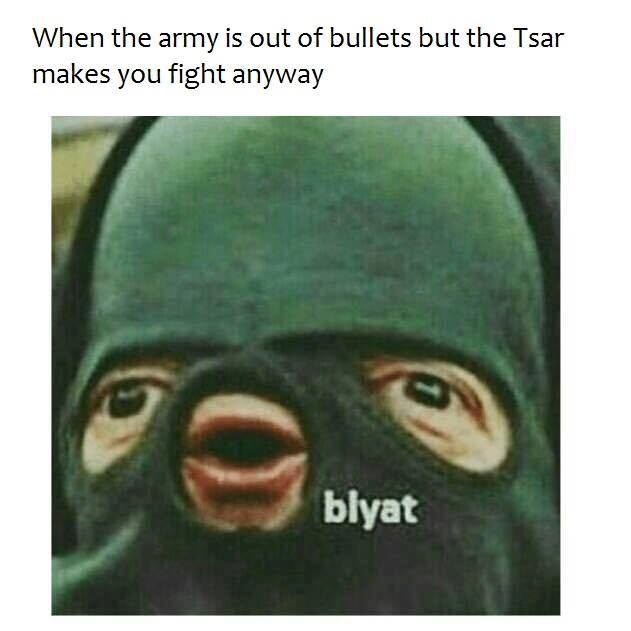 When the army is out of bullets but the Tsar
makes you fight anyway
blyat